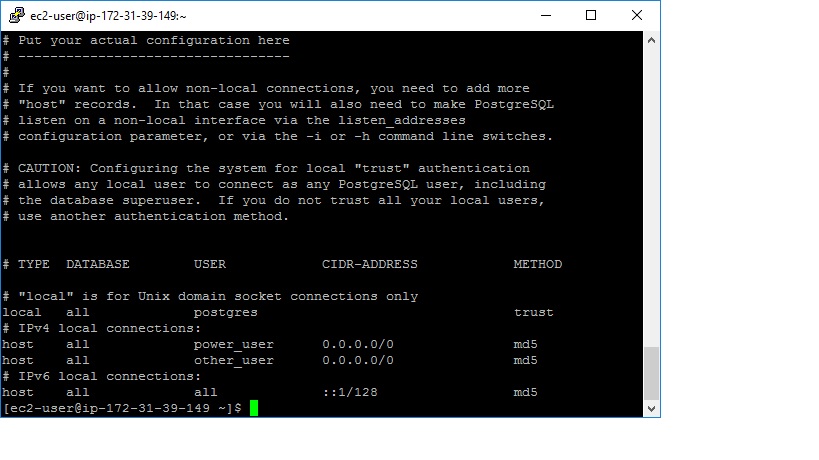 ec2-user@ip-172-31-39-149:~
# Put your actual configuration here
# ----------------------------------
#
# If you want to allow non-local connections, you need to add more
# "host" records.  In that case you will also need to make PostgreSQL
# listen on a non-local interface via the listen_addresses
# configuration parameter, or via the -i or -h command line switches.

# CAUTION: Configuring the system for local "trust" authentication
# allows any local user to connect as any PostgreSQL user, including
# the database superuser.  If you do not trust all your local users,
# use another authentication method.


# TYPE  DATABASE        USER            CIDR-ADDRESS            METHOD

# "local" is for Unix domain socket connections only
local   all             postgres                                trust
# IPv4 local connections:
host    all             power_user      0.0.0.0/0               md5
host    all             other_user      0.0.0.0/0               md5
# IPv6 local connections:
host    all             all             ::1/128                 md5
[ec2-user@ip-172-31-39-149 ~]$